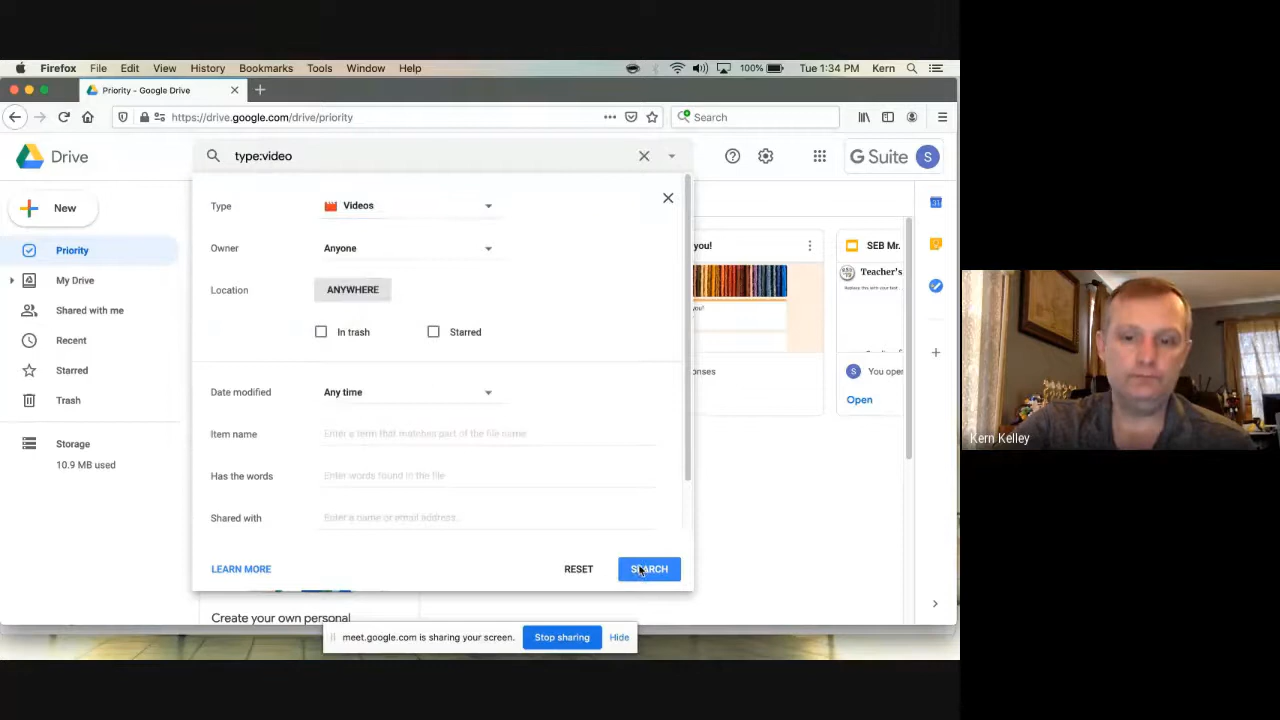 Firefox File Edit View History Bookmarks Tools Window Help 100% Tue 1:34 PM Kern
Priority - Google Drive
https://drive.google.com/drive/priority
Search
Drive
type:video
G Suite S
New
Priority
My Drive
Shared with me
Recent
Starred
Trash
Storage
10.9 MB used
Type Videos
Owner Anyone
Location ANYWHERE
In trash Starred
Date modified Any time
Item name Enter a term that matches part of the file name
Has the words Enter words found in the file
Shared with Enter a name or email address...
LEARN MORE RESET SEARCH
you!
SEB Mr.
Teacher's
S You open
Open
31
Create your own personal
meet.google.com is sharing your screen. Stop sharing Hide
Kern Kelley